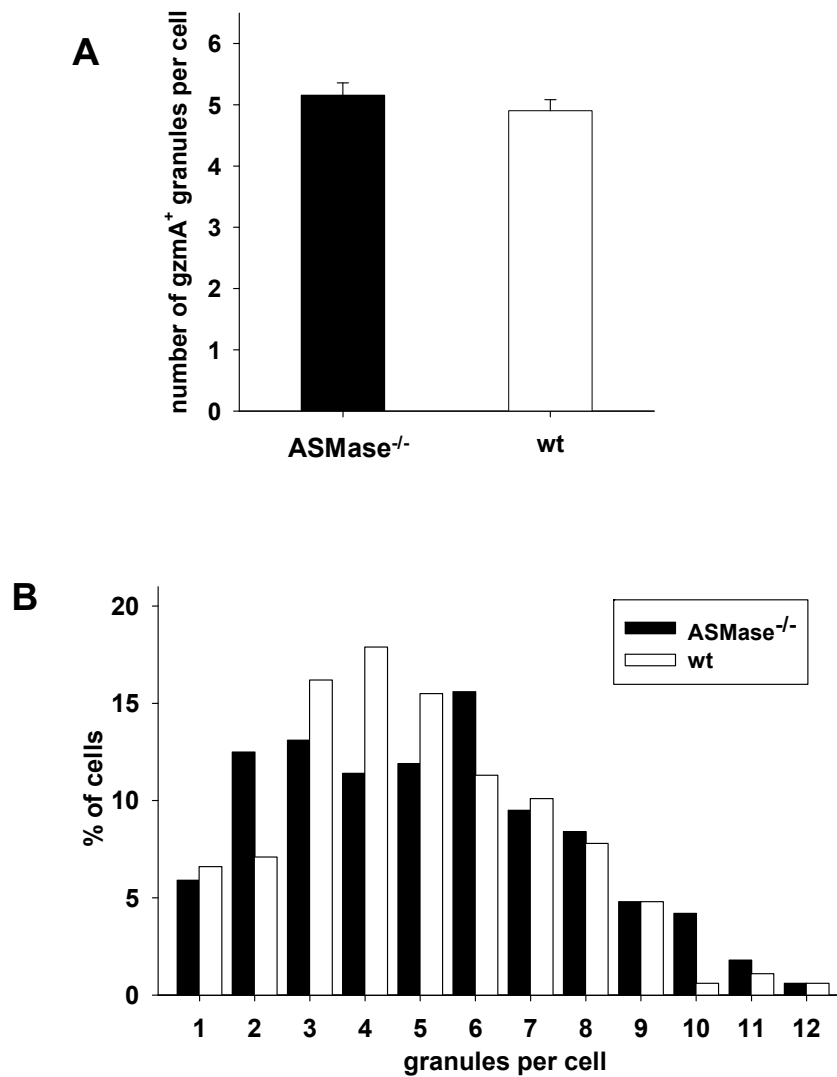 A
number of gzmA⁺ granules per cell
6
5
4
3
2
1
0
ASMase⁻/⁻
wt
B
% of cells
20
15
10
5
0
ASMase⁻/⁻
wt
1 2 3 4 5 6 7 8 9 10 11 12
granules per cell